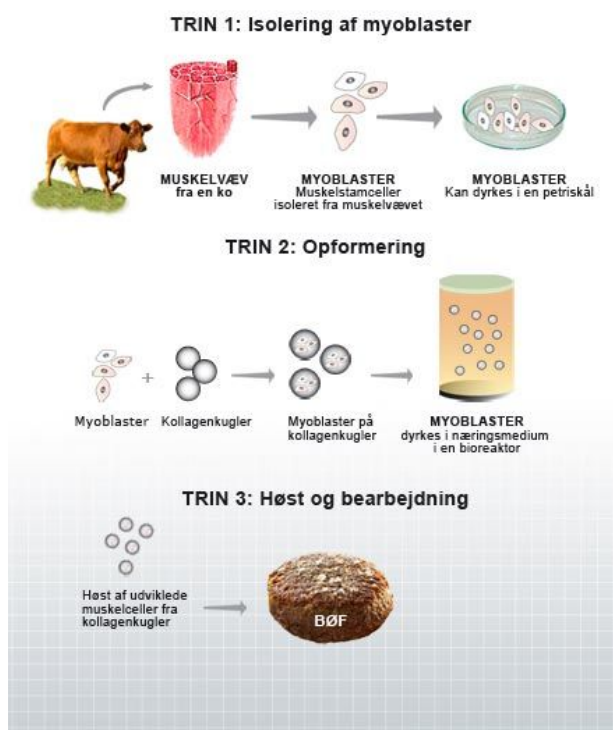 TRIN 1: Isolering af myoblaster
MUSKELVÆV
fra en ko
MYOBLASTER
Muskelstamceller
isoleret fra muskelvævet
MYOBLASTER
Kan dyrkes i en petriskål
TRIN 2: Opformering
Myoblaster
+
Kollagenkugler
Myoblaster på
kollagenkugler
MYOBLASTER
dyrkes i næringsmedium
i en bioreaktor
TRIN 3: Høst og bearbejdning
Høst af udviklede
muskelceller fra
kollagenkugler
BØF